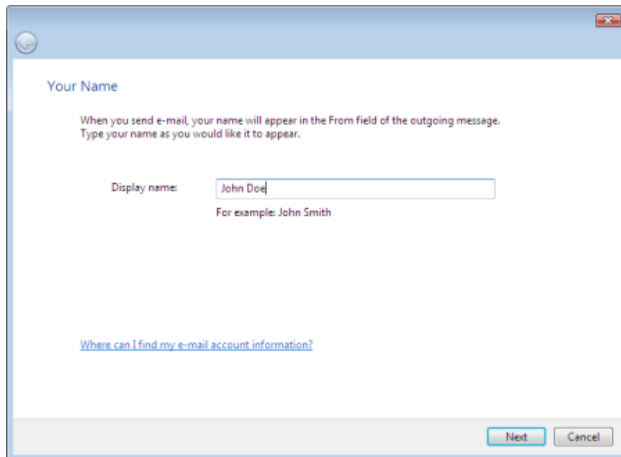 Your Name
When you send e-mail, your name will appear in the From field of the outgoing message.
Type your name as you would like it to appear.
Display name: John Doe
For example: John Smith
Where can I find my e-mail account information?
Next Cancel